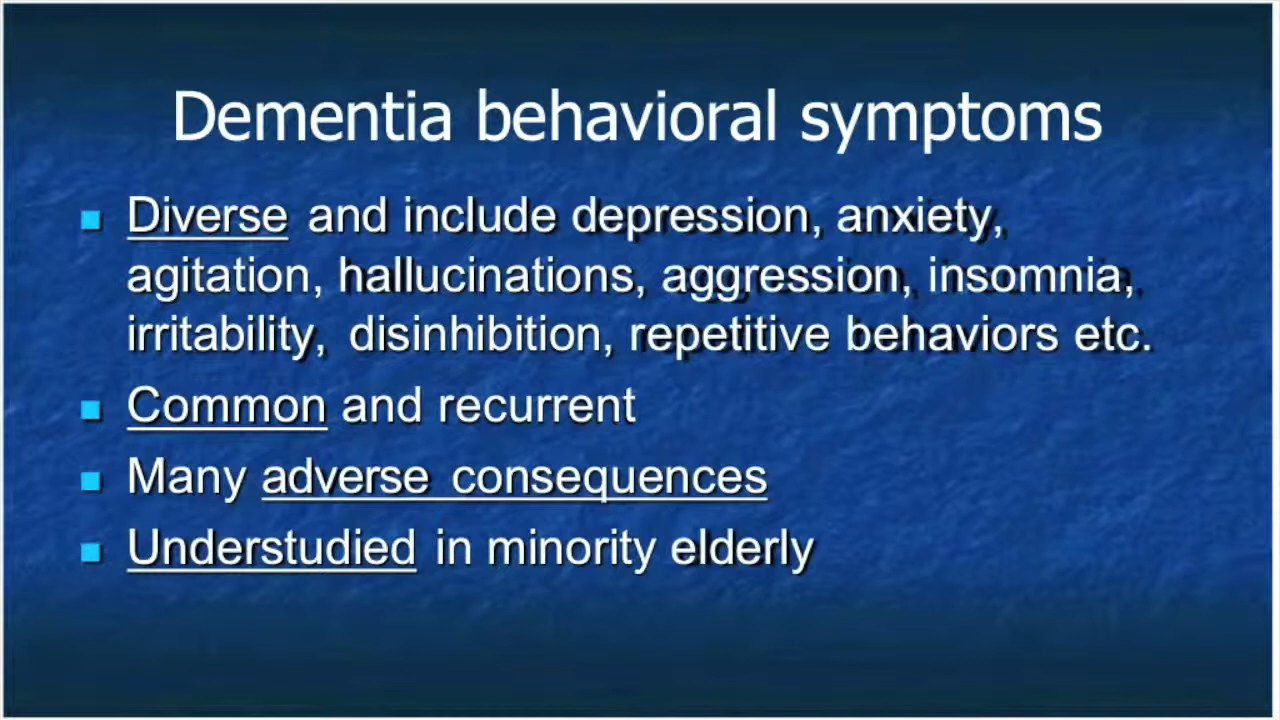 Dementia behavioral symptoms
Diverse and include depression, anxiety,
agitation, hallucinations, aggression, insomnia,
irritability, disinhibition, repetitive behaviors etc.
Common and recurrent
Many adverse consequences
Understudied in minority elderly